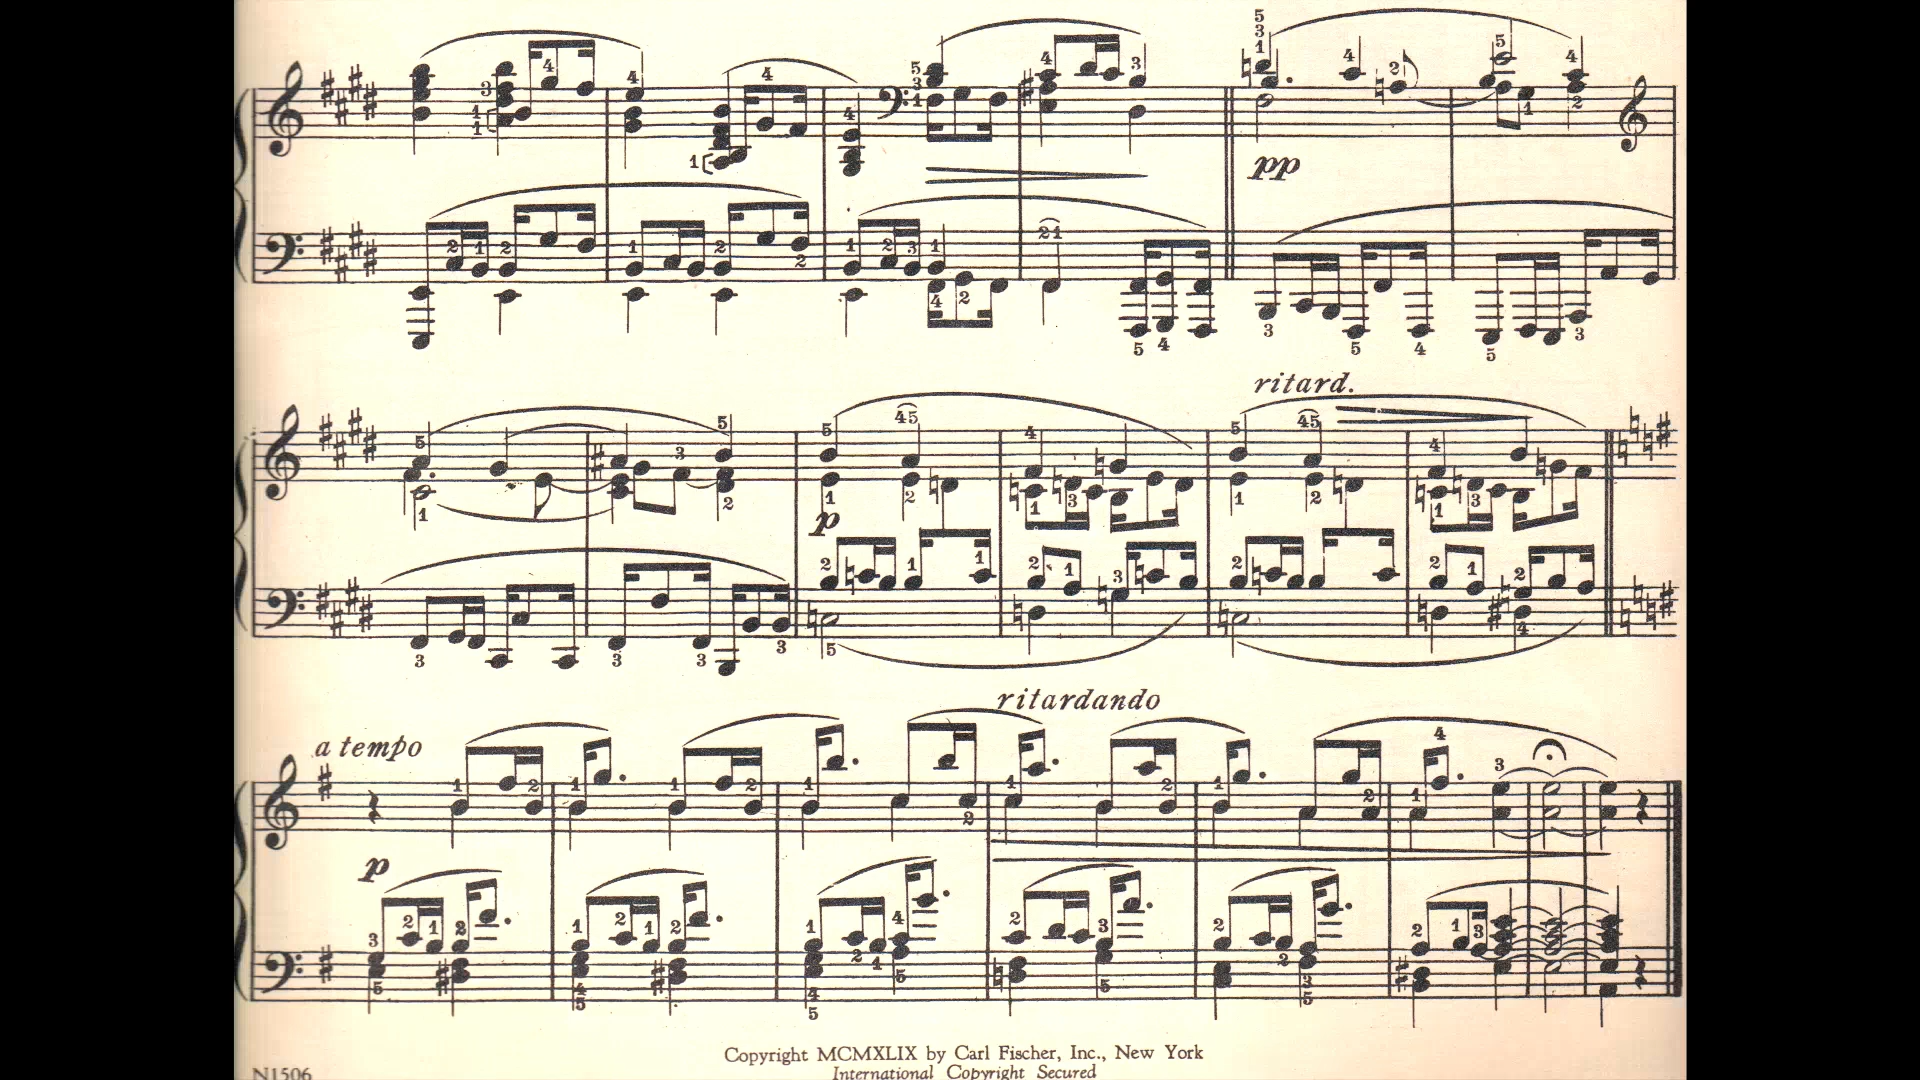 pp
ritard.
p
ritardando
a tempo
p
Copyright MCMXLIX by Carl Fischer, Inc., New York
N1506
International Copyright Secured